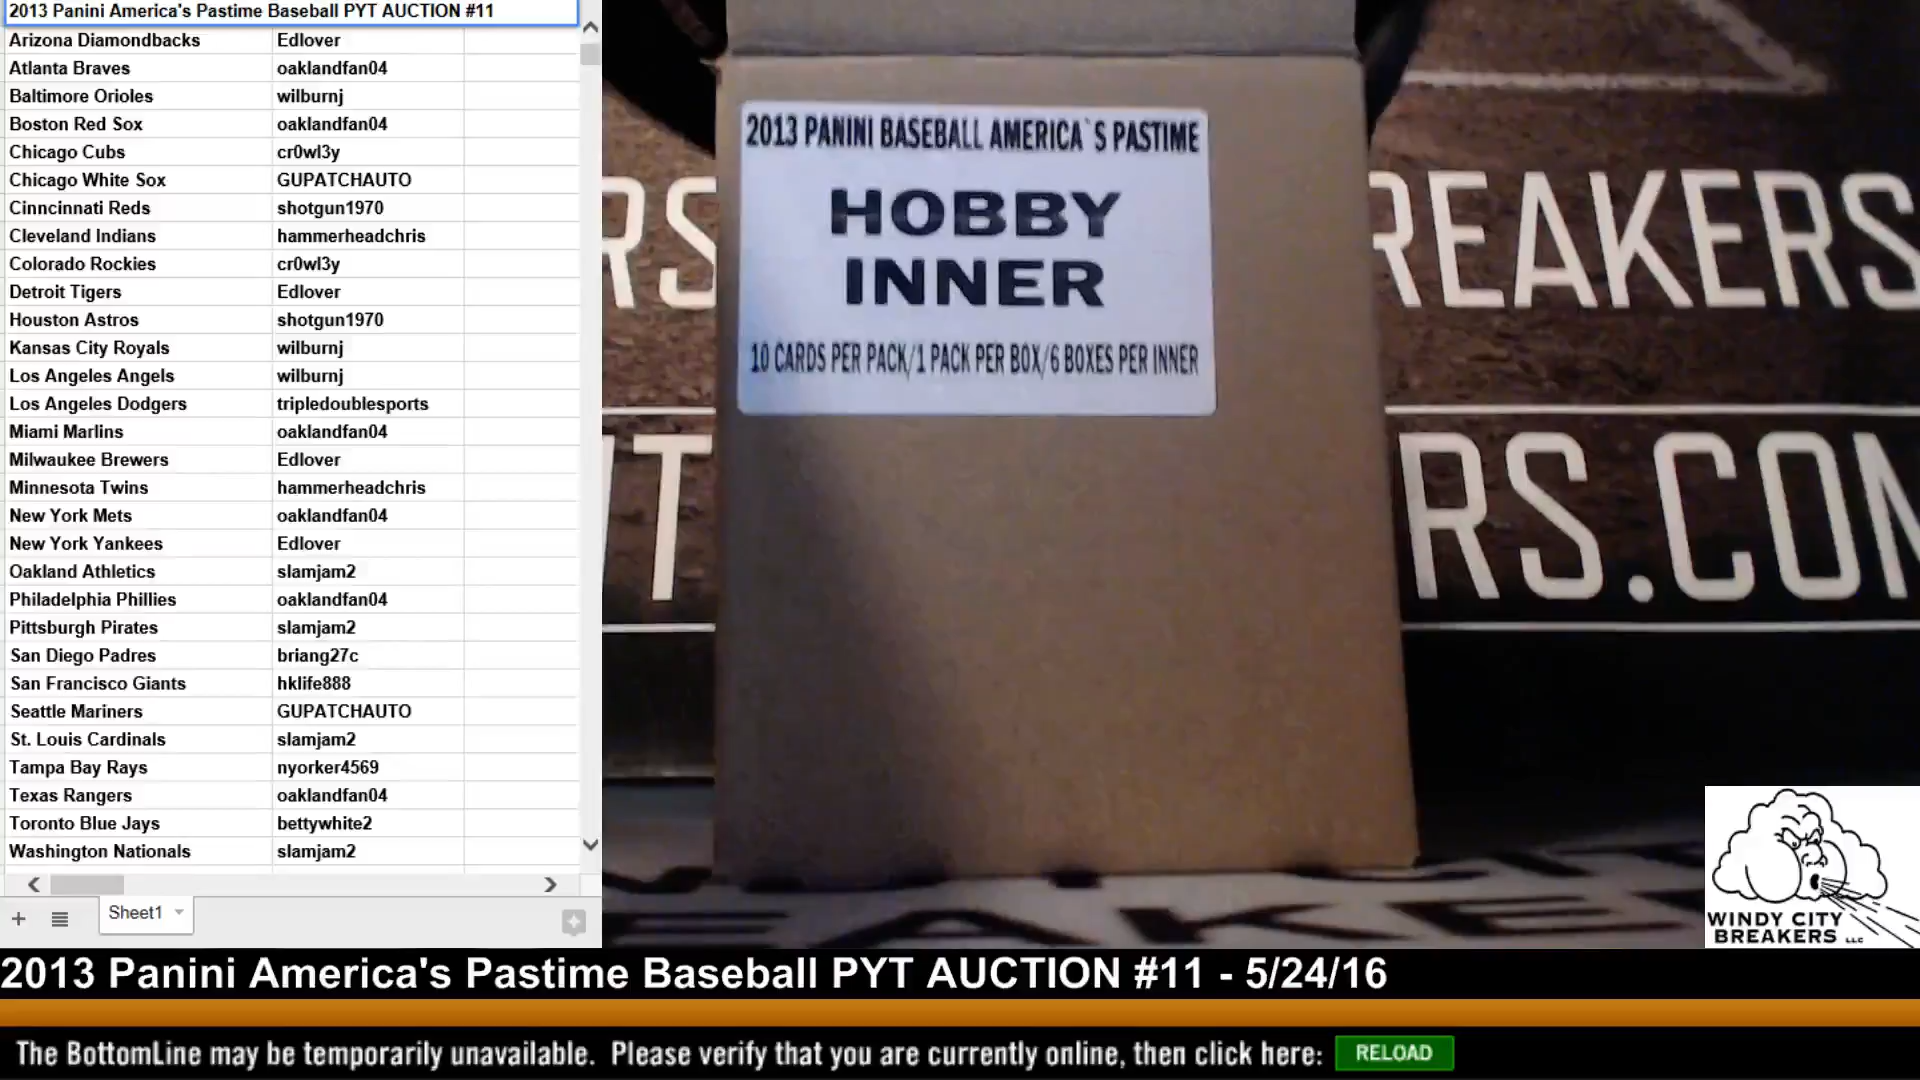 2013 Panini America's Pastime Baseball PYT AUCTION #11
Arizona Diamondbacks Edlover
Atlanta Braves oaklandfan04
Baltimore Orioles wilburnj
Boston Red Sox oaklandfan04
Chicago Cubs cr0wl3y
Chicago White Sox GUPATCHAUTO
Cinncinnati Reds shotgun1970
Cleveland Indians hammerheadchris
Colorado Rockies cr0wl3y
Detroit Tigers Edlover
Houston Astros shotgun1970
Kansas City Royals wilburnj
Los Angeles Angels wilburnj
Los Angeles Dodgers tripledoublesports
Miami Marlins oaklandfan04
Milwaukee Brewers Edlover
Minnesota Twins hammerheadchris
New York Mets oaklandfan04
New York Yankees Edlover
Oakland Athletics slamjam2
Philadelphia Phillies oaklandfan04
Pittsburgh Pirates slamjam2
San Diego Padres briang27c
San Francisco Giants hklife888
Seattle Mariners GUPATCHAUTO
St. Louis Cardinals slamjam2
Tampa Bay Rays nyorker4569
Texas Rangers oaklandfan04
Toronto Blue Jays bettywhite2
Washington Nationals slamjam2
Sheet1
2013 PANINI BASEBALL AMERICA`S PASTIME
HOBBY
INNER
10 CARDS PER PACK/1 PACK PER BOX/6 BOXES PER INNER
RS REAKERS
IT RS.COM
AKE
WINDY CITY
BREAKERS LLC
2013 Panini America's Pastime Baseball PYT AUCTION #11 - 5/24/16
The BottomLine may be temporarily unavailable. Please verify that you are currently online, then click here: RELOAD